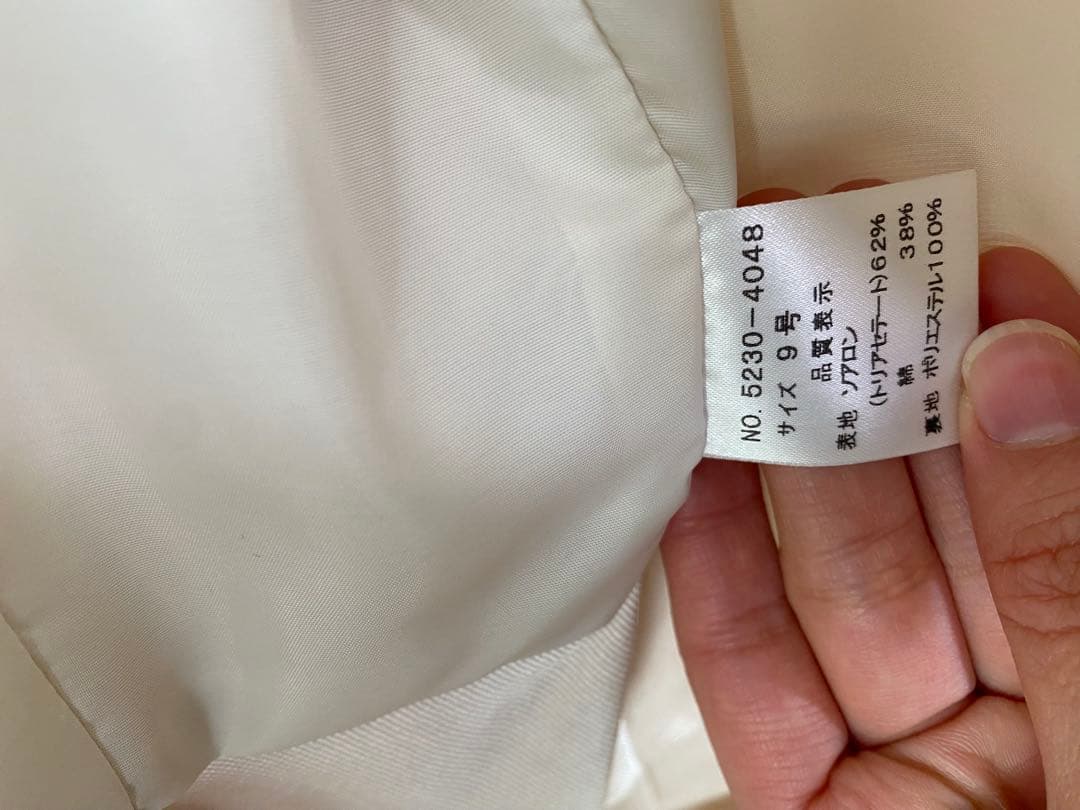 NO. 5230-4048
サイズ 9号
品質表示
表地 ソアロン
(トリアセテート)62%
綿 38%
裏地 ポリエステル100%